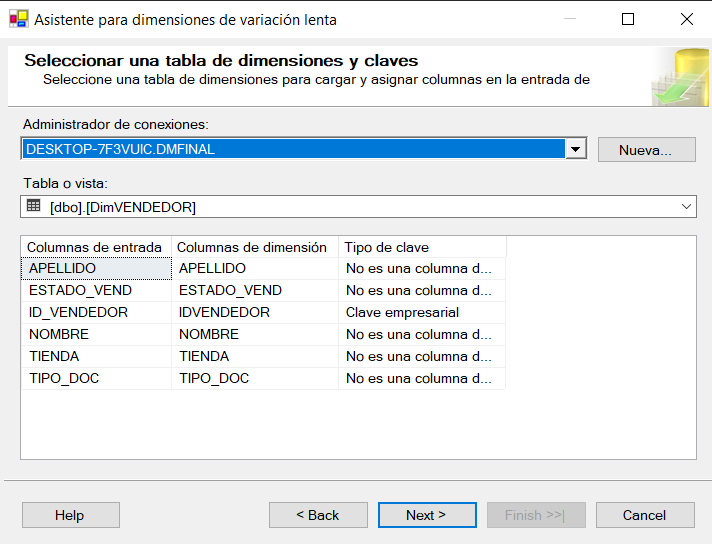 Asistente para dimensiones de variación lenta
Seleccionar una tabla de dimensiones y claves
Seleccione una tabla de dimensiones para cargar y asignar columnas en la entrada de
Administrador de conexiones:
DESKTOP-7F3VUIC.DMFINAL Nueva...
Tabla o vista:
[dbo].[DimVENDEDOR]
Columnas de entrada Columnas de dimensión Tipo de clave
APELLIDO APELLIDO No es una columna d...
ESTADO_VEND ESTADO_VEND No es una columna d...
ID_VENDEDOR IDVENDEDOR Clave empresarial
NOMBRE NOMBRE No es una columna d...
TIENDA TIENDA No es una columna d...
TIPO_DOC TIPO_DOC No es una columna d...
Help < Back Next > Finish >>| Cancel